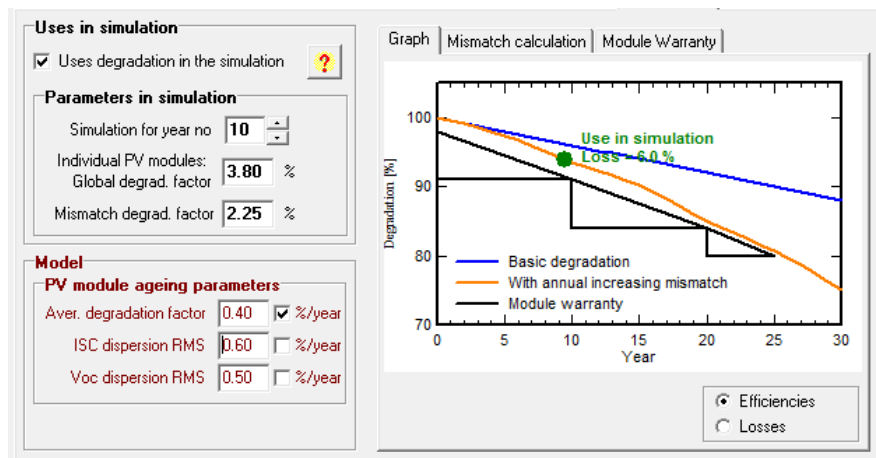 Uses in simulation
Uses degradation in the simulation
?
Parameters in simulation
Simulation for year no 10
Individual PV modules:
Global degrad. factor 3.80 %
Mismatch degrad. factor 2.25 %
Model
PV module ageing parameters
Aver. degradation factor 0.40 %/year
ISC dispersion RMS 0.60 %/year
Voc dispersion RMS 0.50 %/year
Graph Mismatch calculation Module Warranty
Degradation [%]
100
90
80
70
Use in simulation
Loss = 6.0 %
Basic degradation
With annual increasing mismatch
Module warranty
0 5 10 15 20 25 30
Year
Efficiencies
Losses